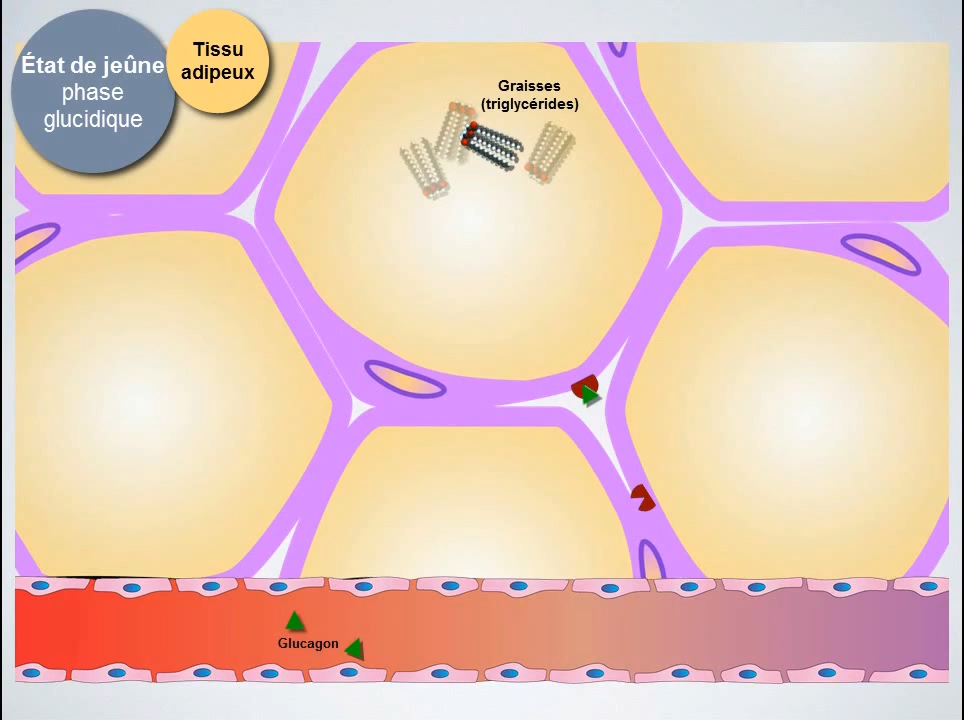 État de jeûne
phase
glucidique
Tissu
adipeux
Graisses
(triglycérides)
Glucagon